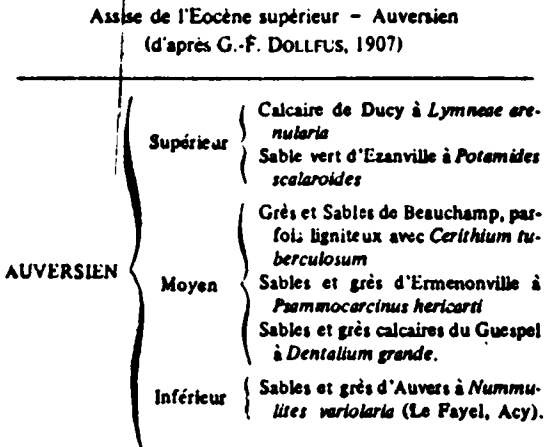 Assise de l'Eocène supérieur – Auversien
(d'après G.-F. DOLLFUS, 1907)
Calcaire de Ducy à Lymneae are-
nularia
Supérieur
Sable vert d'Ezanville à Potamides
scalaroides
Grès et Sables de Beauchamp, par-
fois ligniteux avec Cerithium tu-
berculosum
AUVERSIEN
Moyen
Sables et grès d'Ermenonville à
Psammocarcinus hericarti
Sables et grès calcaires du Guespel
à Dentalium grande.
Inférieur
Sables et grès d'Auvers à Nummu-
lites variolaria (Le Fayel, Acy).